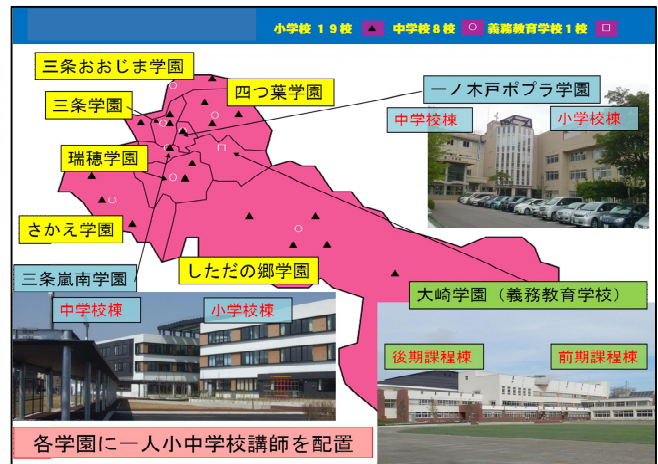 小学校19校 ▲ 中学校8校 ○ 義務教育学校1校 □
三条おおじま学園
四つ葉学園
一ノ木戸ポプラ学園
三条学園
中学校棟
小学校棟
瑞穂学園
さかえ学園
しただの郷学園
三条嵐南学園
大崎学園（義務教育学校）
中学校棟
小学校棟
後期課程棟
前期課程棟
各学園に一人小中学校講師を配置